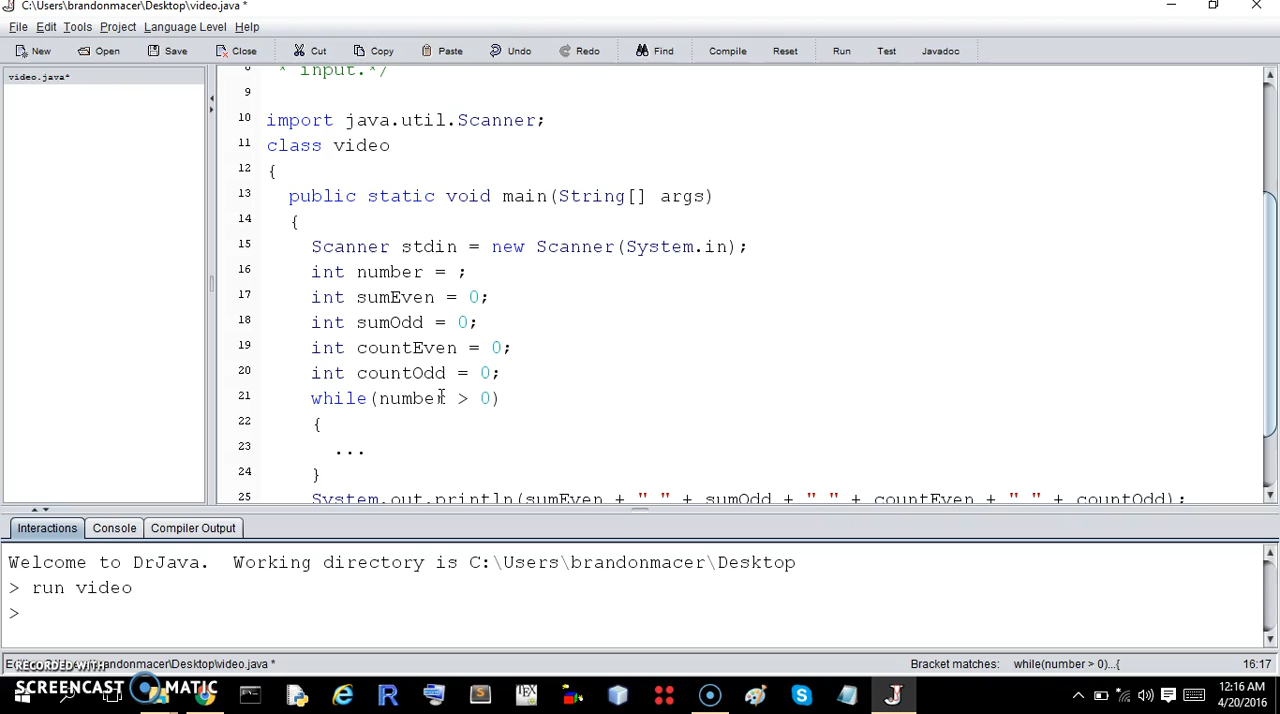 C:\Users\brandonmacer\Desktop\video.java *
File Edit Tools Project Language Level Help
New Open Save Close Cut Copy Paste Undo Redo Find Compile Reset Run Test Javadoc
video.java*
* input.*/
9
10 import java.util.Scanner;
11 class video
12 {
13 public static void main(String[] args)
14 {
15 Scanner stdin = new Scanner(System.in);
16 int number = ;
17 int sumEven = 0;
18 int sumOdd = 0;
19 int countEven = 0;
20 int countOdd = 0;
21 while(number > 0)
22 {
23 ...
24 }
25 System.out.println(sumEven + " " + sumOdd + " " + countEven + " " + countOdd);
Interactions Console Compiler Output
Welcome to DrJava. Working directory is C:\Users\brandonmacer\Desktop
> run video
>
andonmacer\Desktop\video.java * Bracket matches: while(number > 0)...{ 16:17
RECORDED WITH
SCREENCAST MATIC
12:16 AM
4/20/2016